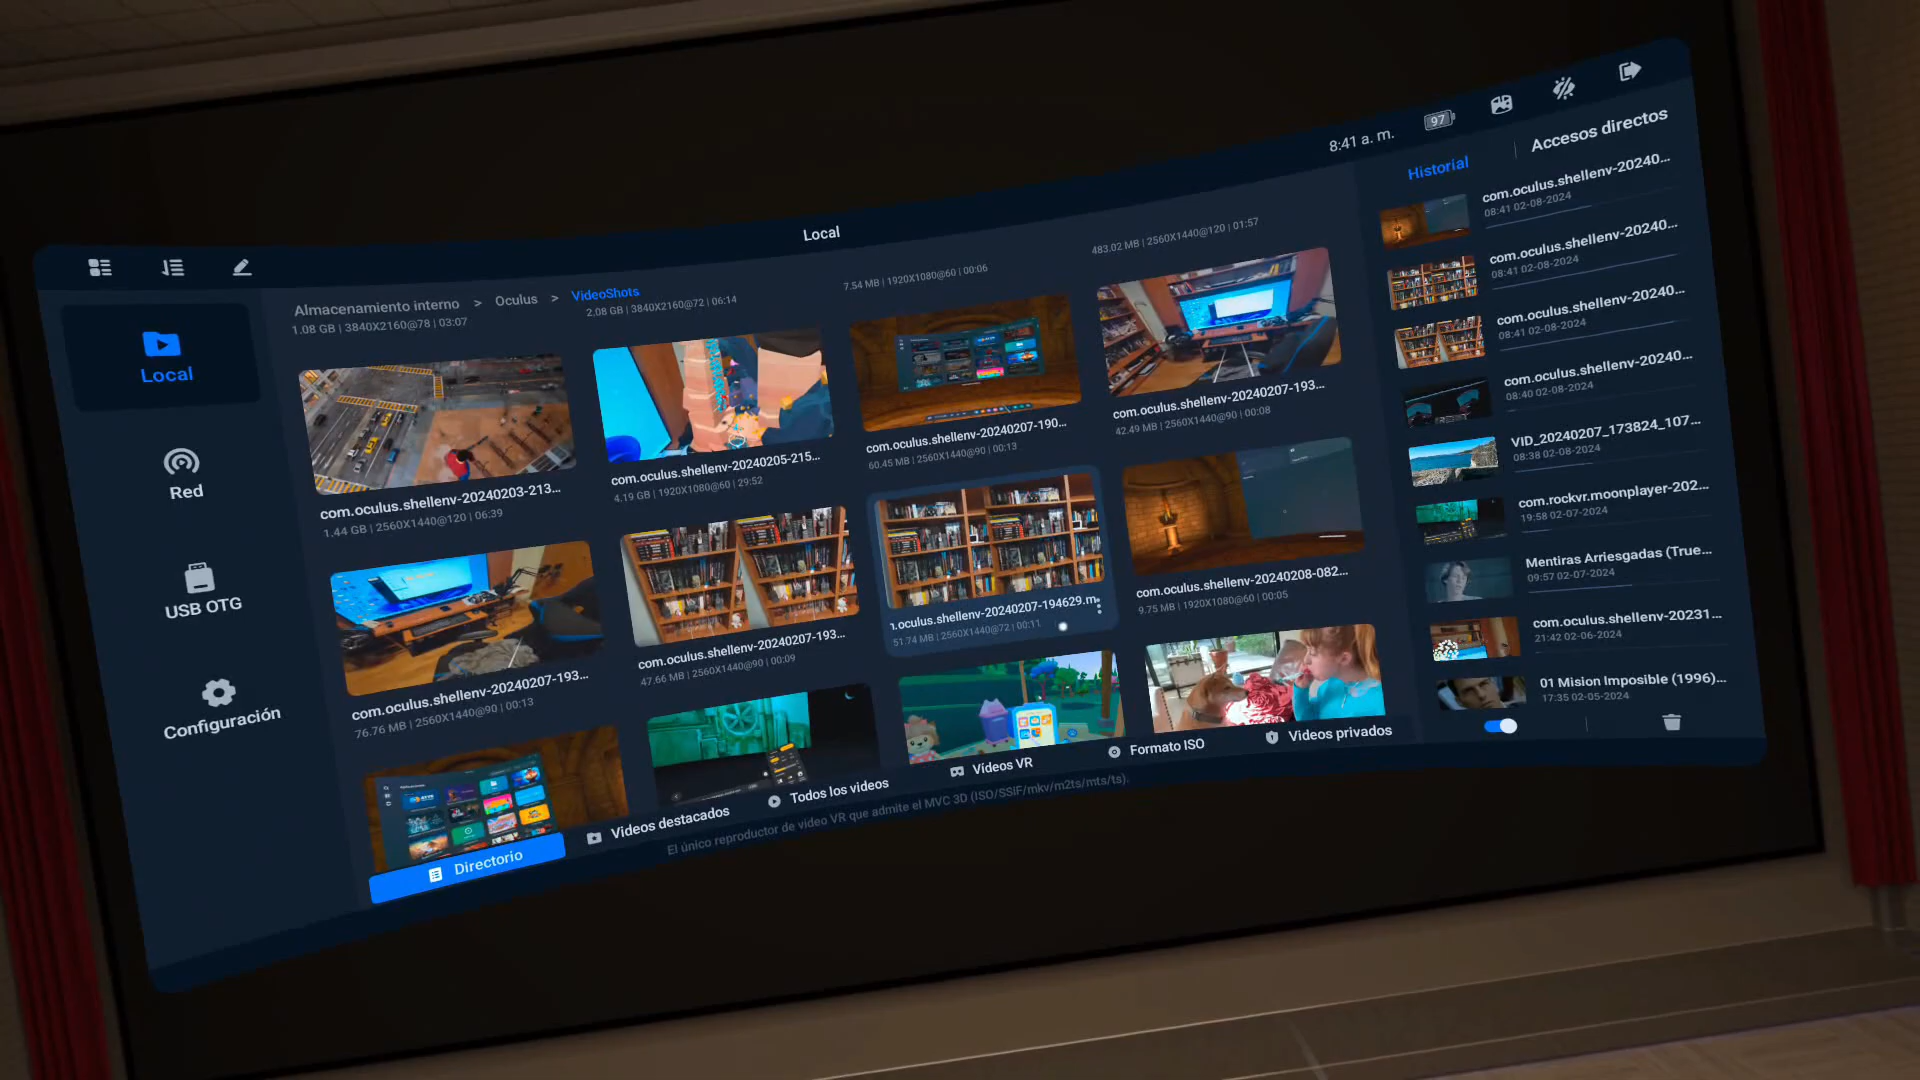 8:41 a. m.
97
Local
Historial
Accesos directos
Almacenamiento interno > Oculus > VideoShots
1.08 GB | 3840X2160@78 | 03:07
2.08 GB | 3840X2160@72 | 06:14
7.54 MB | 1920X1080@60 | 00:06
483.02 MB | 2560X1440@120 | 01:57
Local
Red
USB OTG
Configuración
com.oculus.shellenv-20240203-213...
1.44 GB | 2560X1440@120 | 06:39
com.oculus.shellenv-20240205-215...
4.19 GB | 1920X1080@60 | 29:52
com.oculus.shellenv-20240207-190...
60.45 MB | 2560X1440@90 | 00:13
com.oculus.shellenv-20240207-193...
42.49 MB | 2560X1440@90 | 00:08
com.oculus.shellenv-20240207-193...
76.76 MB | 2560X1440@90 | 00:13
com.oculus.shellenv-20240207-193...
47.66 MB | 2560X1440@90 | 00:09
.oculus.shellenv-20240207-194629.m
51.74 MB | 2560X1440@72 | 00:11
com.oculus.shellenv-20240208-082...
9.75 MB | 1920X1080@60 | 00:05
com.oculus.shellenv-20240...
08:41 02-08-2024
com.oculus.shellenv-20240...
08:41 02-08-2024
com.oculus.shellenv-20240...
08:41 02-08-2024
com.oculus.shellenv-20240...
08:40 02-08-2024
VID_20240207_173824_107...
08:38 02-08-2024
com.rockvr.moonplayer-202...
19:58 02-07-2024
Mentiras Arriesgadas (True...
09:57 02-07-2024
com.oculus.shellenv-20231...
21:42 02-06-2024
01 Mision Imposible (1996)...
17:35 02-05-2024
Directorio
Videos destacados
Todos los videos
Vídeos VR
Formato ISO
Videos privados
El único reproductor de video VR que admite el MVC 3D (ISO/SSIF/mkv/m2ts/mts/ts).